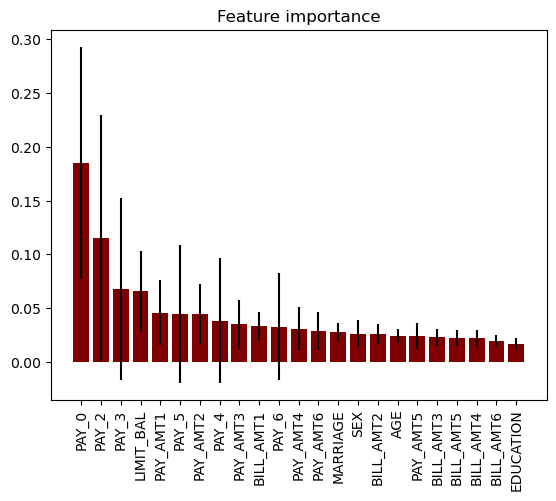 Feature importance
0.30
0.25
0.20
0.15
0.10
0.05
0.00
PAY_0
PAY_2
PAY_3
LIMIT_BAL
PAY_AMT1
PAY_5
PAY_AMT2
PAY_4
PAY_AMT3
BILL_AMT1
PAY_6
PAY_AMT4
PAY_AMT6
MARRIAGE
SEX
BILL_AMT2
AGE
PAY_AMT5
BILL_AMT3
BILL_AMT5
BILL_AMT4
BILL_AMT6
EDUCATION